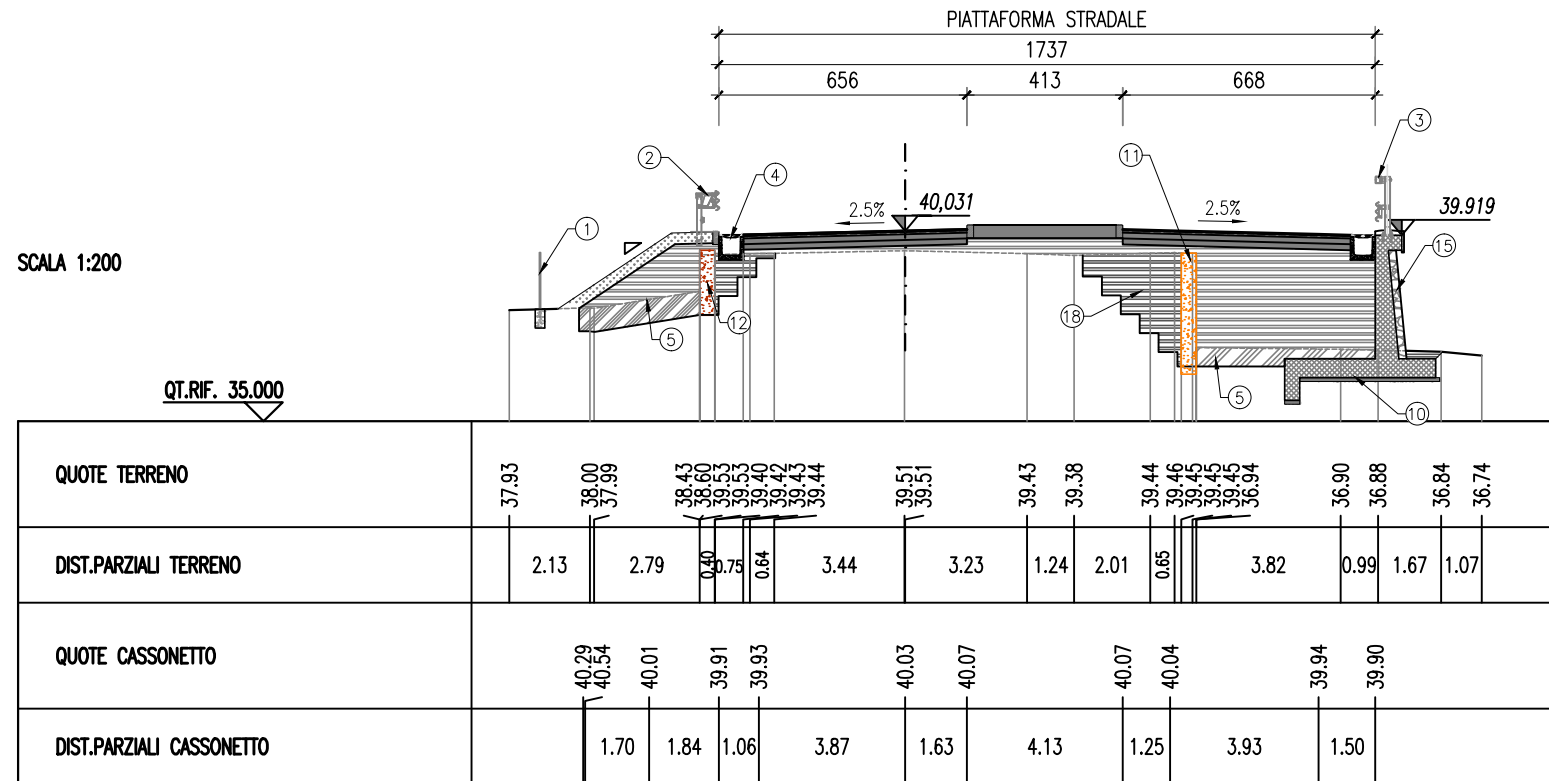 PIATTAFORMA STRADALE
1737
656 413 668
3
2 4 11
2.5% 40,031 2.5% 39.919
1 15
SCALA 1:200
12 18
5 5
10
QT.RIF. 35.000
QUOTE TERRENO 37.93 38.00 37.99 38.43 38.60 39.53 39.53 39.40 39.42 39.43 39.44 39.51 39.51 39.43 39.38 39.44 39.46 39.45 39.45 39.45 36.94 36.90 36.88 36.84 36.74
DIST.PARZIALI TERRENO 2.13 2.79 0.40 0.75 0.64 3.44 3.23 1.24 2.01 0.65 3.82 0.99 1.67 1.07
QUOTE CASSONETTO 40.29 40.54 40.01 39.91 39.93 40.03 40.07 40.07 40.04 39.94 39.90
DIST.PARZIALI CASSONETTO 1.70 1.84 1.06 3.87 1.63 4.13 1.25 3.93 1.50